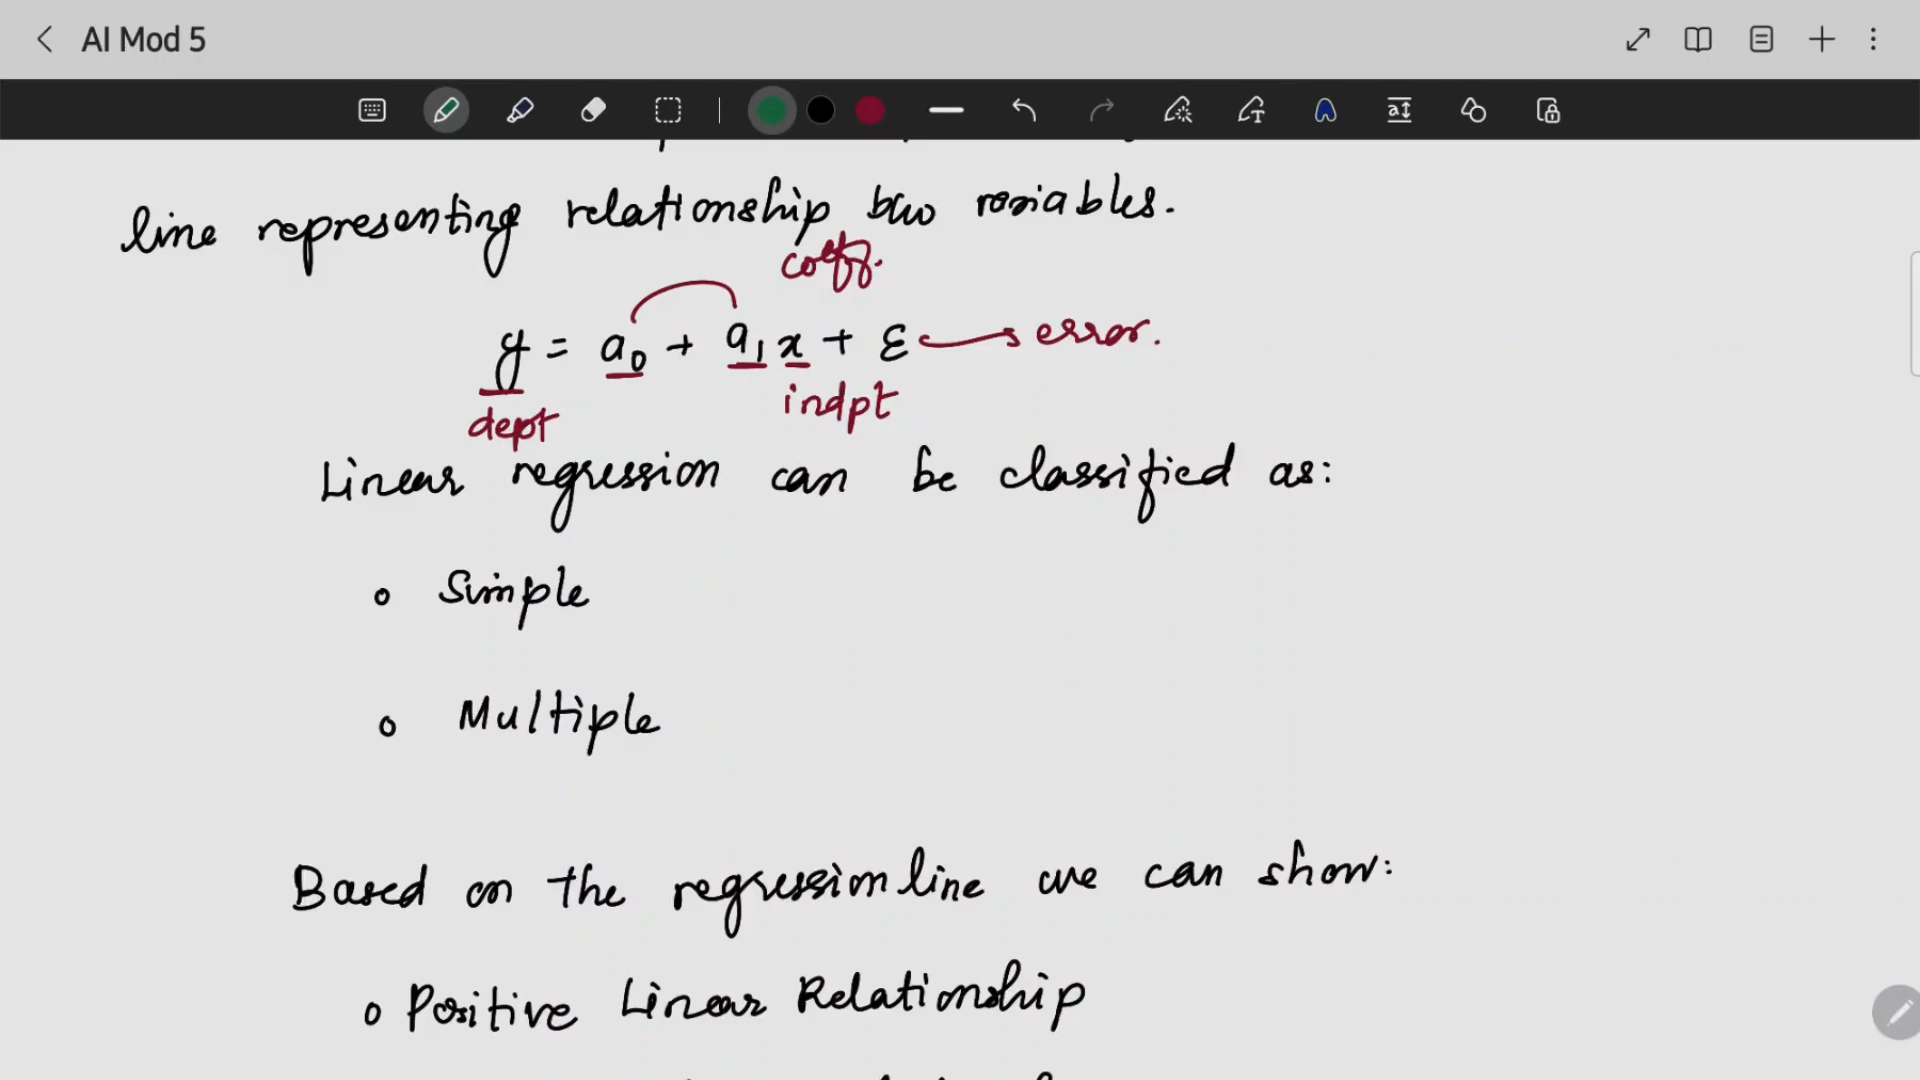 AI Mod 5
line representing relationship btw variables.
coeff.
y = a₀ + a₁x + ε → error.
dept indpt
Linear regression can be classified as:
o Simple
o Multiple
Based on the regression line we can show:
o Positive Linear Relationship